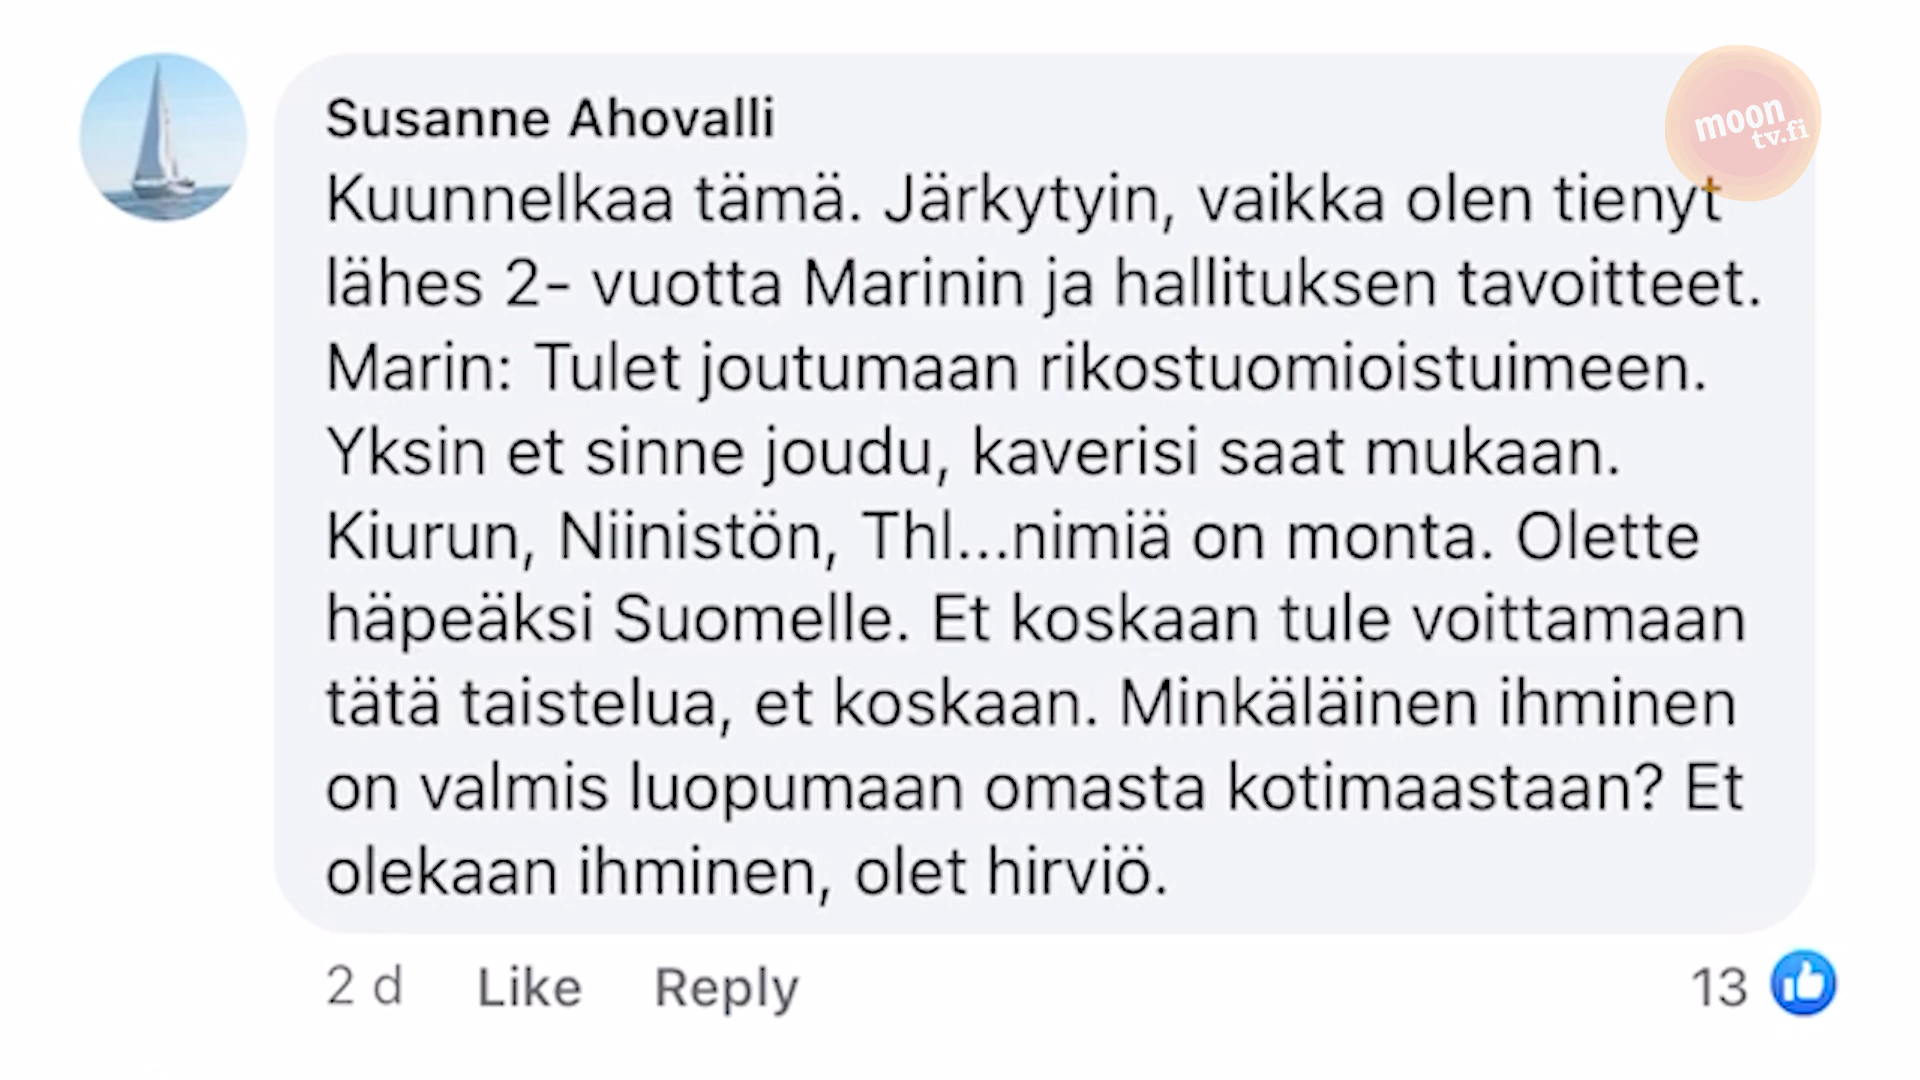 Susanne Ahovalli
Kuunnelkaa tämä. Järkytyin, vaikka olen tienyt
lähes 2- vuotta Marinin ja hallituksen tavoitteet.
Marin: Tulet joutumaan rikostuomioistuimeen.
Yksin et sinne joudu, kaverisi saat mukaan.
Kiurun, Niinistön, Thl...nimiä on monta. Olette
häpeäksi Suomelle. Et koskaan tule voittamaan
tätä taistelua, et koskaan. Minkäläinen ihminen
on valmis luopumaan omasta kotimaastaan? Et
olekaan ihminen, olet hirviö.
2 d Like Reply 13
moon
tv.fi